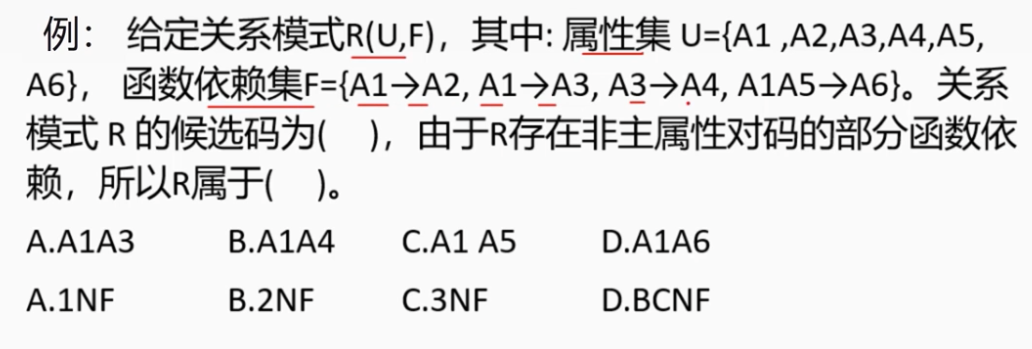 例： 给定关系模式R(U,F)，其中: 属性集 U={A1 ,A2,A3,A4,A5,
A6}， 函数依赖集F={A1→A2, A1→A3, A3→A4, A1A5→A6}。关系
模式 R 的候选码为(    )，由于R存在非主属性对码的部分函数依
赖，所以R属于(    )。
A.A1A3 B.A1A4 C.A1 A5 D.A1A6
A.1NF B.2NF C.3NF D.BCNF